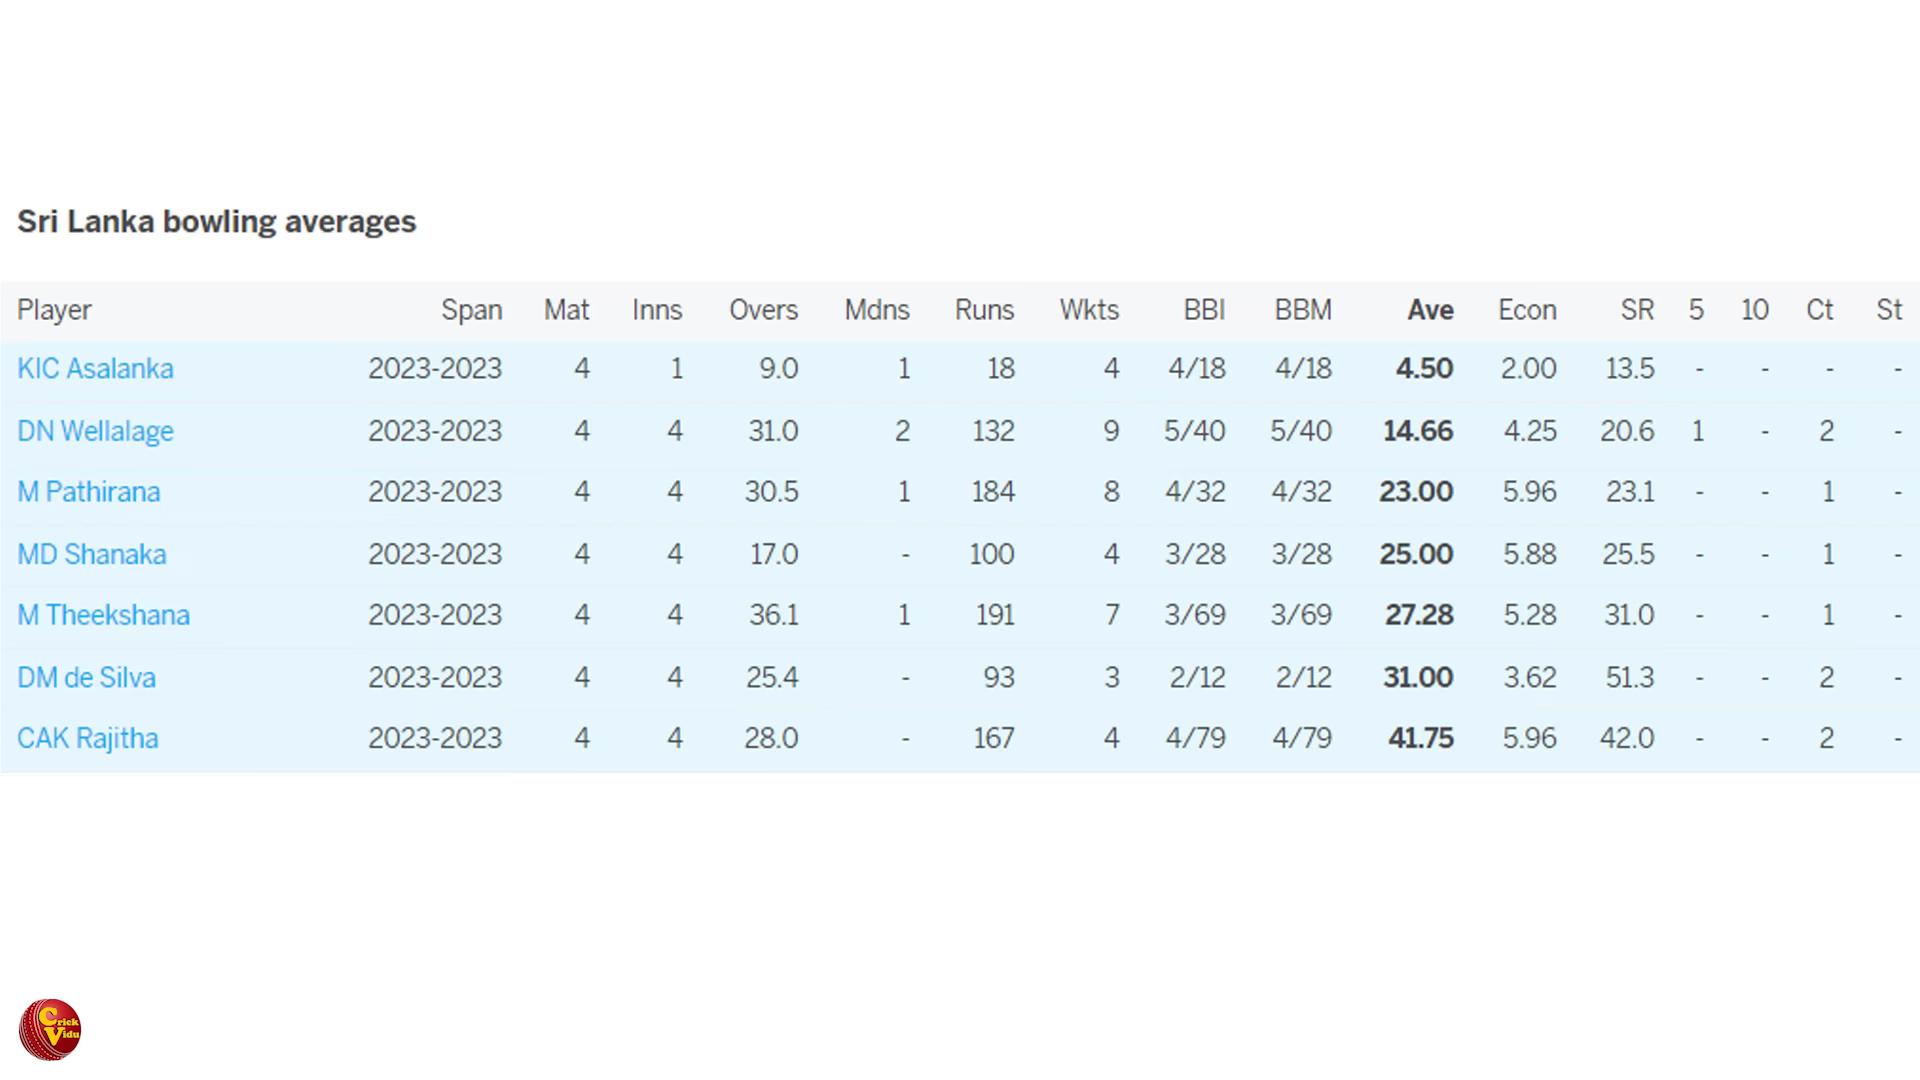 Sri Lanka bowling averages
Player Span Mat Inns Overs Mdns Runs Wkts BBI BBM Ave Econ SR 5 10 Ct St
KIC Asalanka 2023-2023 4 1 9.0 1 18 4 4/18 4/18 4.50 2.00 13.5 - - - -
DN Wellalage 2023-2023 4 4 31.0 2 132 9 5/40 5/40 14.66 4.25 20.6 1 - 2 -
M Pathirana 2023-2023 4 4 30.5 1 184 8 4/32 4/32 23.00 5.96 23.1 - - 1 -
MD Shanaka 2023-2023 4 4 17.0 - 100 4 3/28 3/28 25.00 5.88 25.5 - - 1 -
M Theekshana 2023-2023 4 4 36.1 1 191 7 3/69 3/69 27.28 5.28 31.0 - - 1 -
DM de Silva 2023-2023 4 4 25.4 - 93 3 2/12 2/12 31.00 3.62 51.3 - - 2 -
CAK Rajitha 2023-2023 4 4 28.0 - 167 4 4/79 4/79 41.75 5.96 42.0 - - 2 -
Crick
Vidu